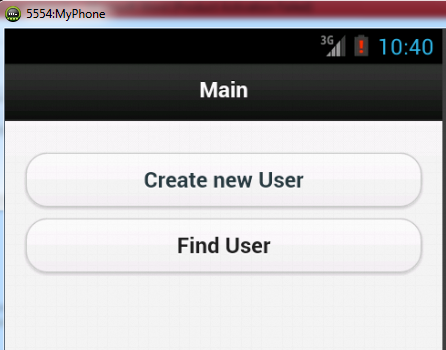 5554:MyPhone
3G 10:40
Main
Create new User
Find User